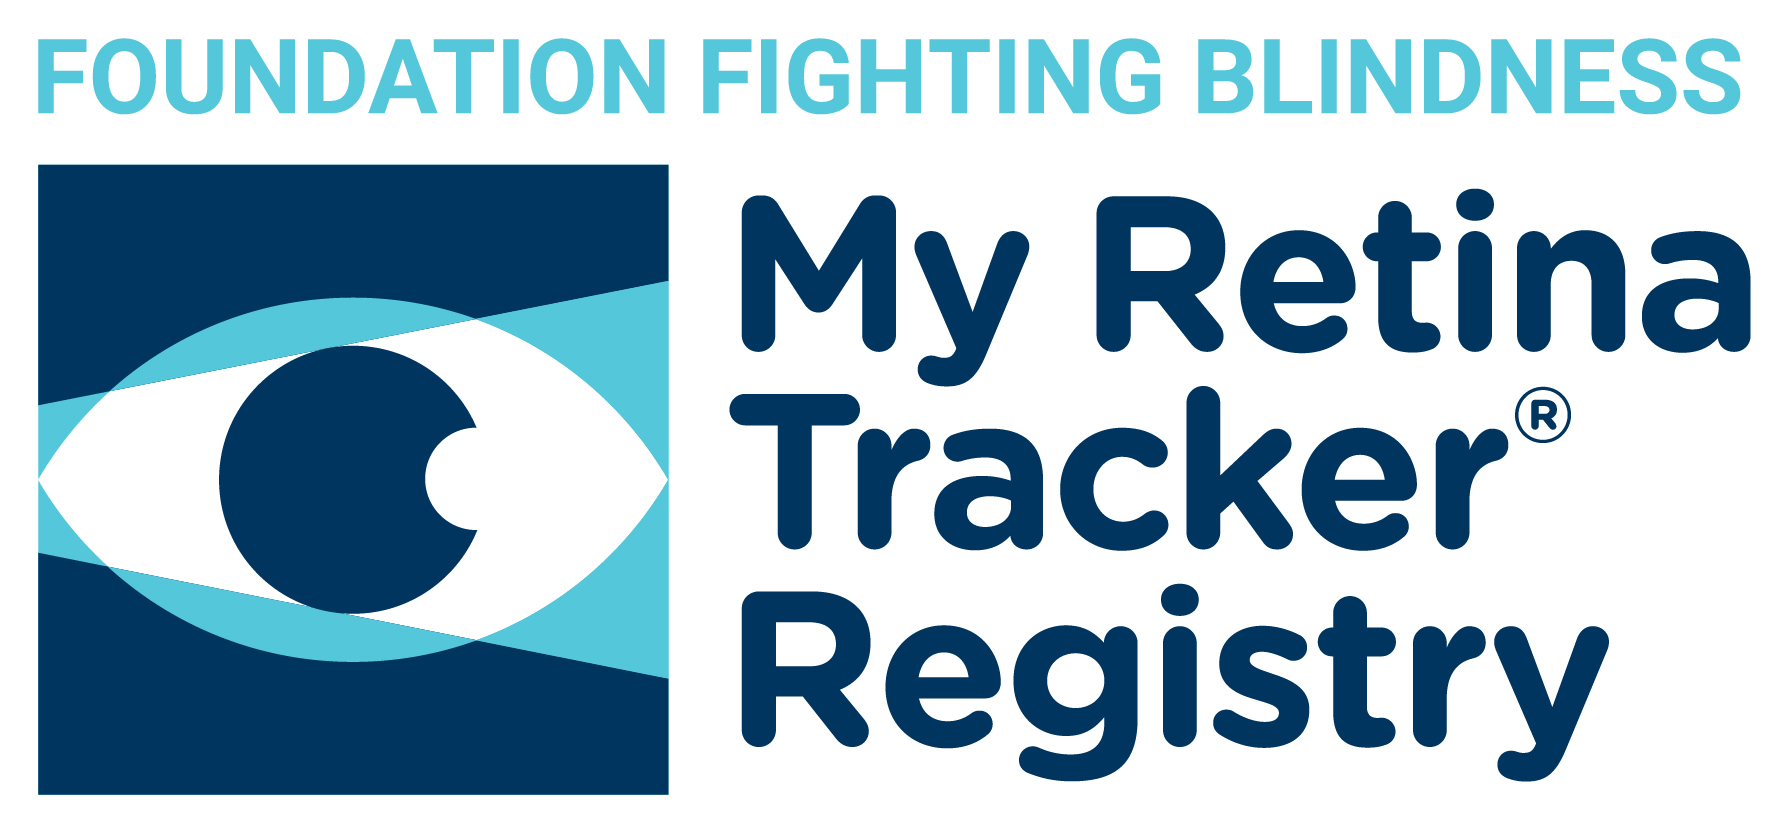 FOUNDATION FIGHTING BLINDNESS
My Retina
Tracker®
Registry